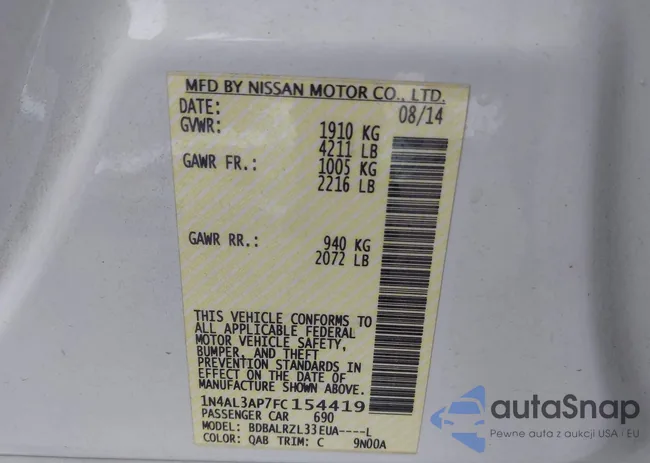 MFD BY NISSAN MOTOR CO., LTD.
DATE: 08/14
GVWR: 1910 KG
4211 LB
GAWR FR.: 1005 KG
2216 LB
GAWR RR.: 940 KG
2072 LB
THIS VEHICLE CONFORMS TO
ALL APPLICABLE FEDERAL
MOTOR VEHICLE SAFETY,
BUMPER, AND THEFT
PREVENTION STANDARDS IN
EFFECT ON THE DATE OF
MANUFACTURE SHOWN ABOVE.
1N4AL3AP7FC154419
PASSENGER CAR 690
MODEL: BDBALRZL33EUA----L
COLOR: QAB TRIM: C 9N00A
autoSnap
Pewne auta z aukcji USA i EU